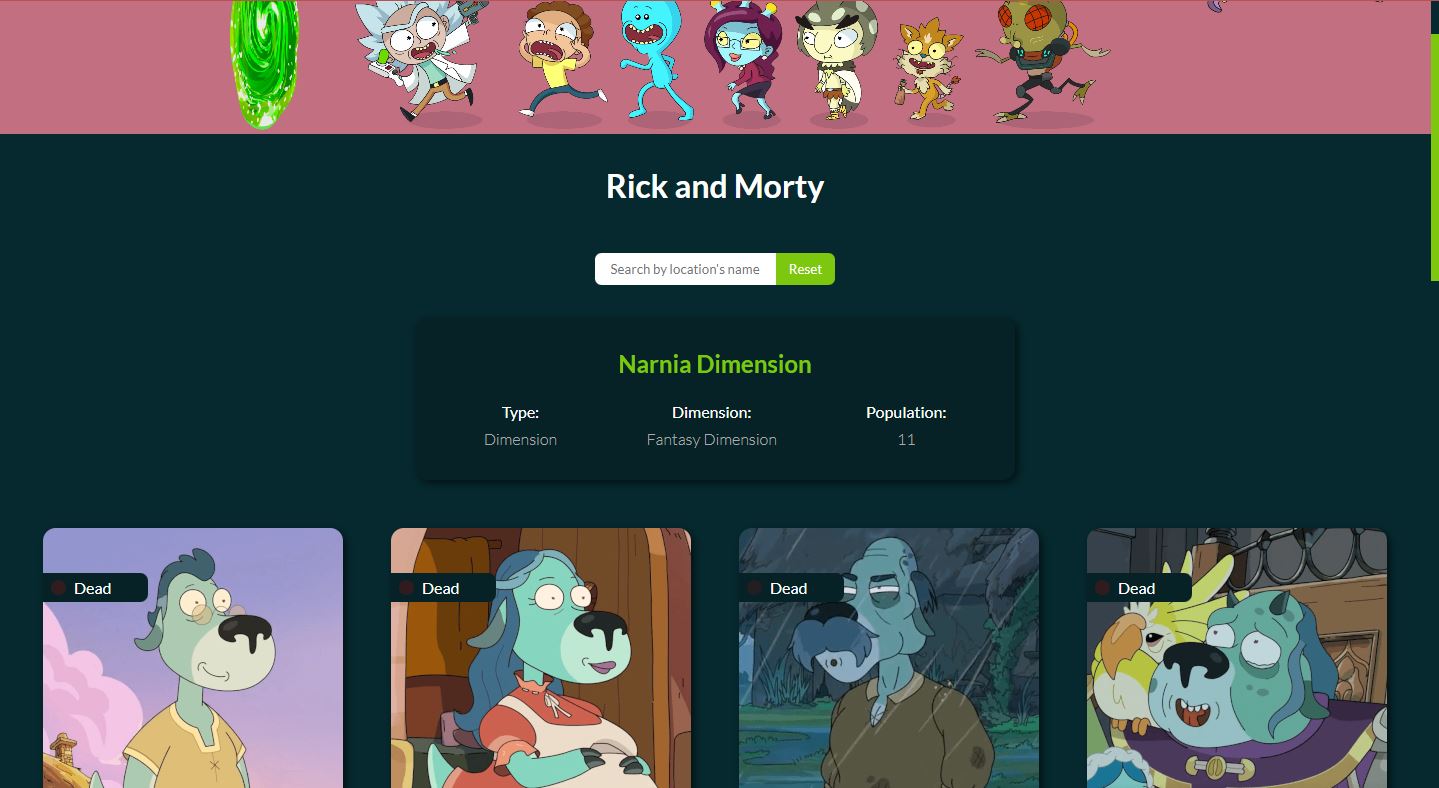 Rick and Morty
Search by location's name Reset
Narnia Dimension
Type: Dimension: Population:
Dimension Fantasy Dimension 11
Dead Dead Dead Dead